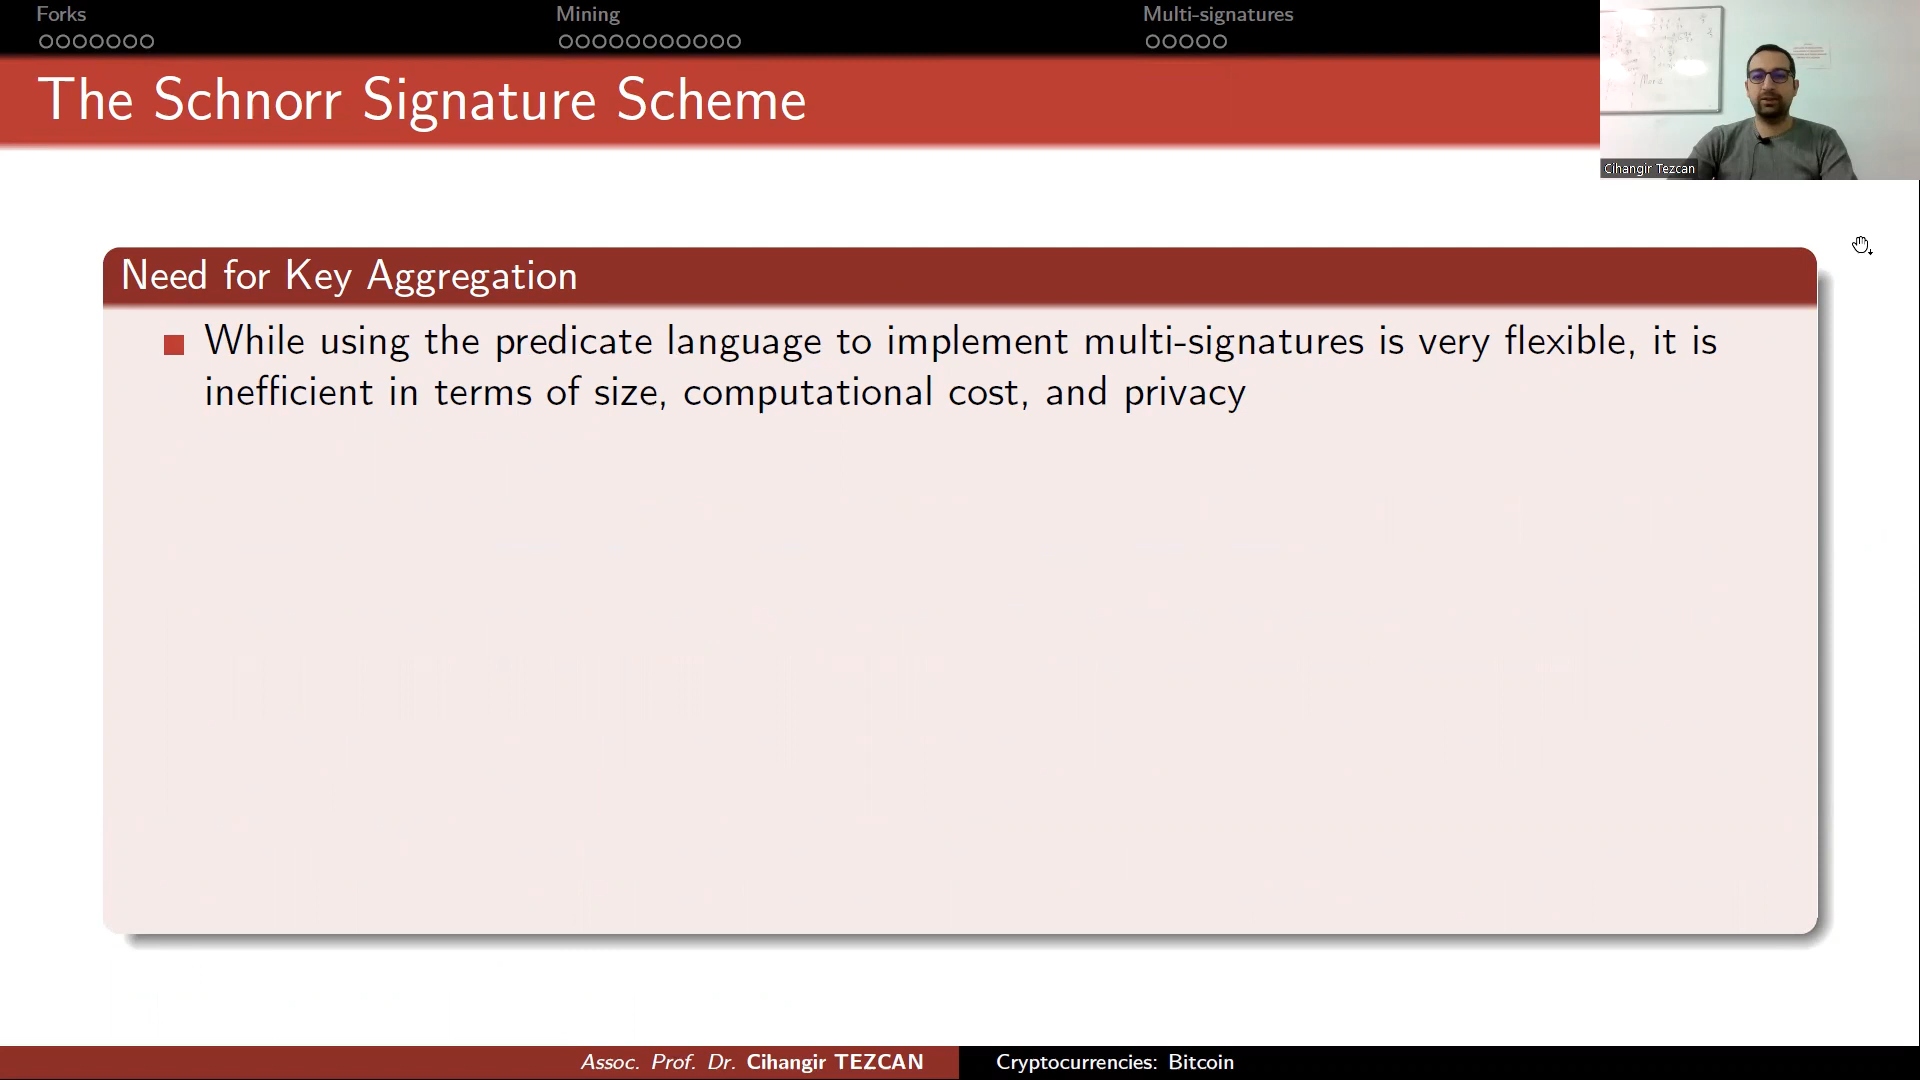 Forks
Mining
Multi-signatures
The Schnorr Signature Scheme
Cihangir Tezcan
Need for Key Aggregation
While using the predicate language to implement multi-signatures is very flexible, it is
inefficient in terms of size, computational cost, and privacy
Assoc. Prof. Dr. Cihangir TEZCAN
Cryptocurrencies: Bitcoin